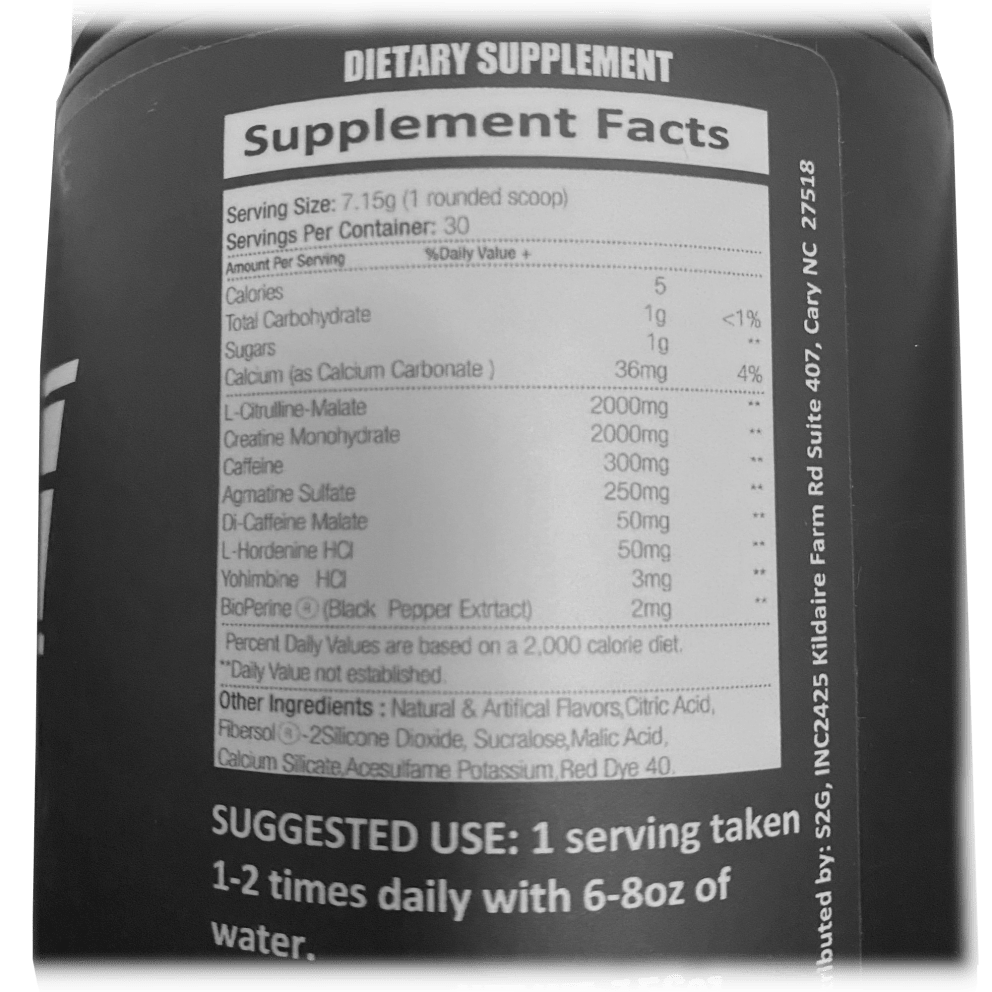 DIETARY SUPPLEMENT
Supplement Facts
Serving Size: 7.15g (1 rounded scoop)
Servings Per Container: 30
Amount Per Serving %Daily Value +
Calories 5
Total Carbohydrate 1g <1%
Sugars 1g **
Calcium (as Calcium Carbonate ) 36mg 4%
L-Citrulline-Malate 2000mg **
Creatine Monohydrate 2000mg **
Caffeine 300mg **
Agmatine Sulfate 250mg **
Di-Caffeine Malate 50mg **
L-Hordenine HCl 50mg **
Yohimbine HCl 3mg **
BioPerine ® (Black Pepper Extrtact) 2mg **
Percent Daily Values are based on a 2,000 calorie diet.
**Daily Value not established.
Other Ingredients : Natural & Artifical Flavors,Citric Acid,
Fibersol®-2Silicone Dioxide, Sucralose,Malic Acid,
Calcium Silicate,Acesulfame Potassium,Red Dye 40.
SUGGESTED USE: 1 serving taken
1-2 times daily with 6-8oz of
water.
ibuted by: S2G, INC2425 Kildaire Farm Rd Suite 407, Cary NC 27518